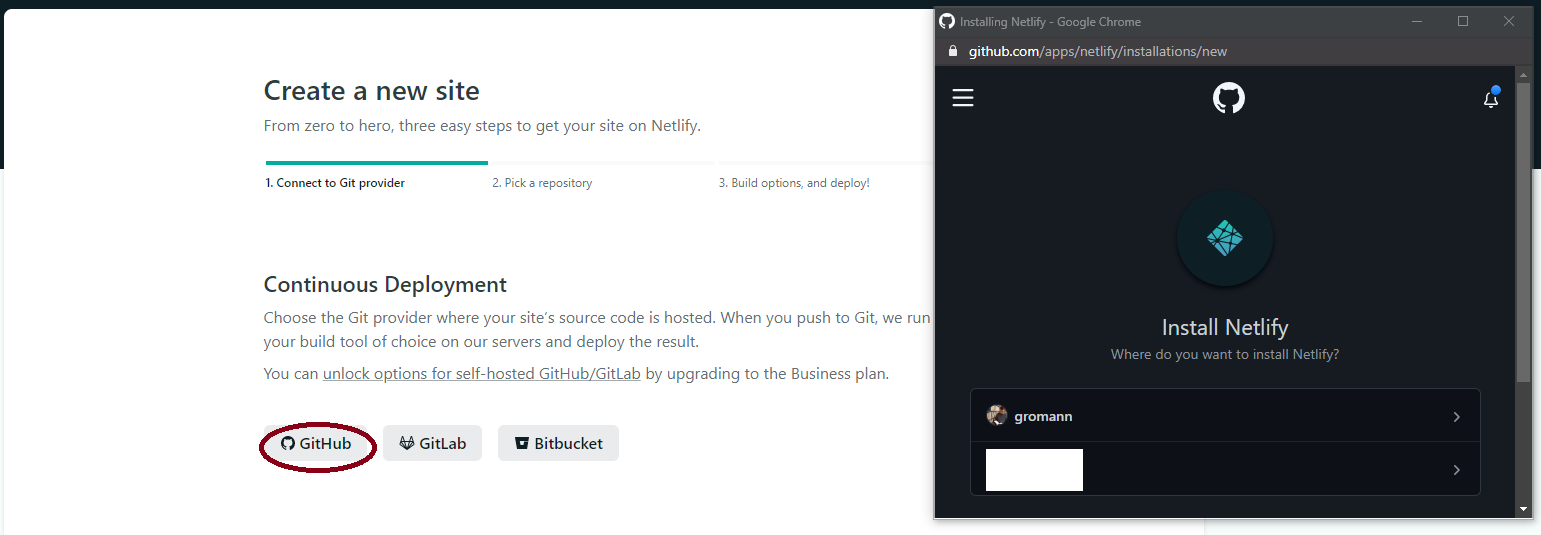 Create a new site
From zero to hero, three easy steps to get your site on Netlify.
1. Connect to Git provider
2. Pick a repository
3. Build options, and deploy!
Continuous Deployment
Choose the Git provider where your site’s source code is hosted. When you push to Git, we run
your build tool of choice on our servers and deploy the result.
You can unlock options for self-hosted GitHub/GitLab by upgrading to the Business plan.
GitHub
GitLab
Bitbucket
Installing Netlify - Google Chrome
github.com/apps/netlify/installations/new
Install Netlify
Where do you want to install Netlify?
gromann